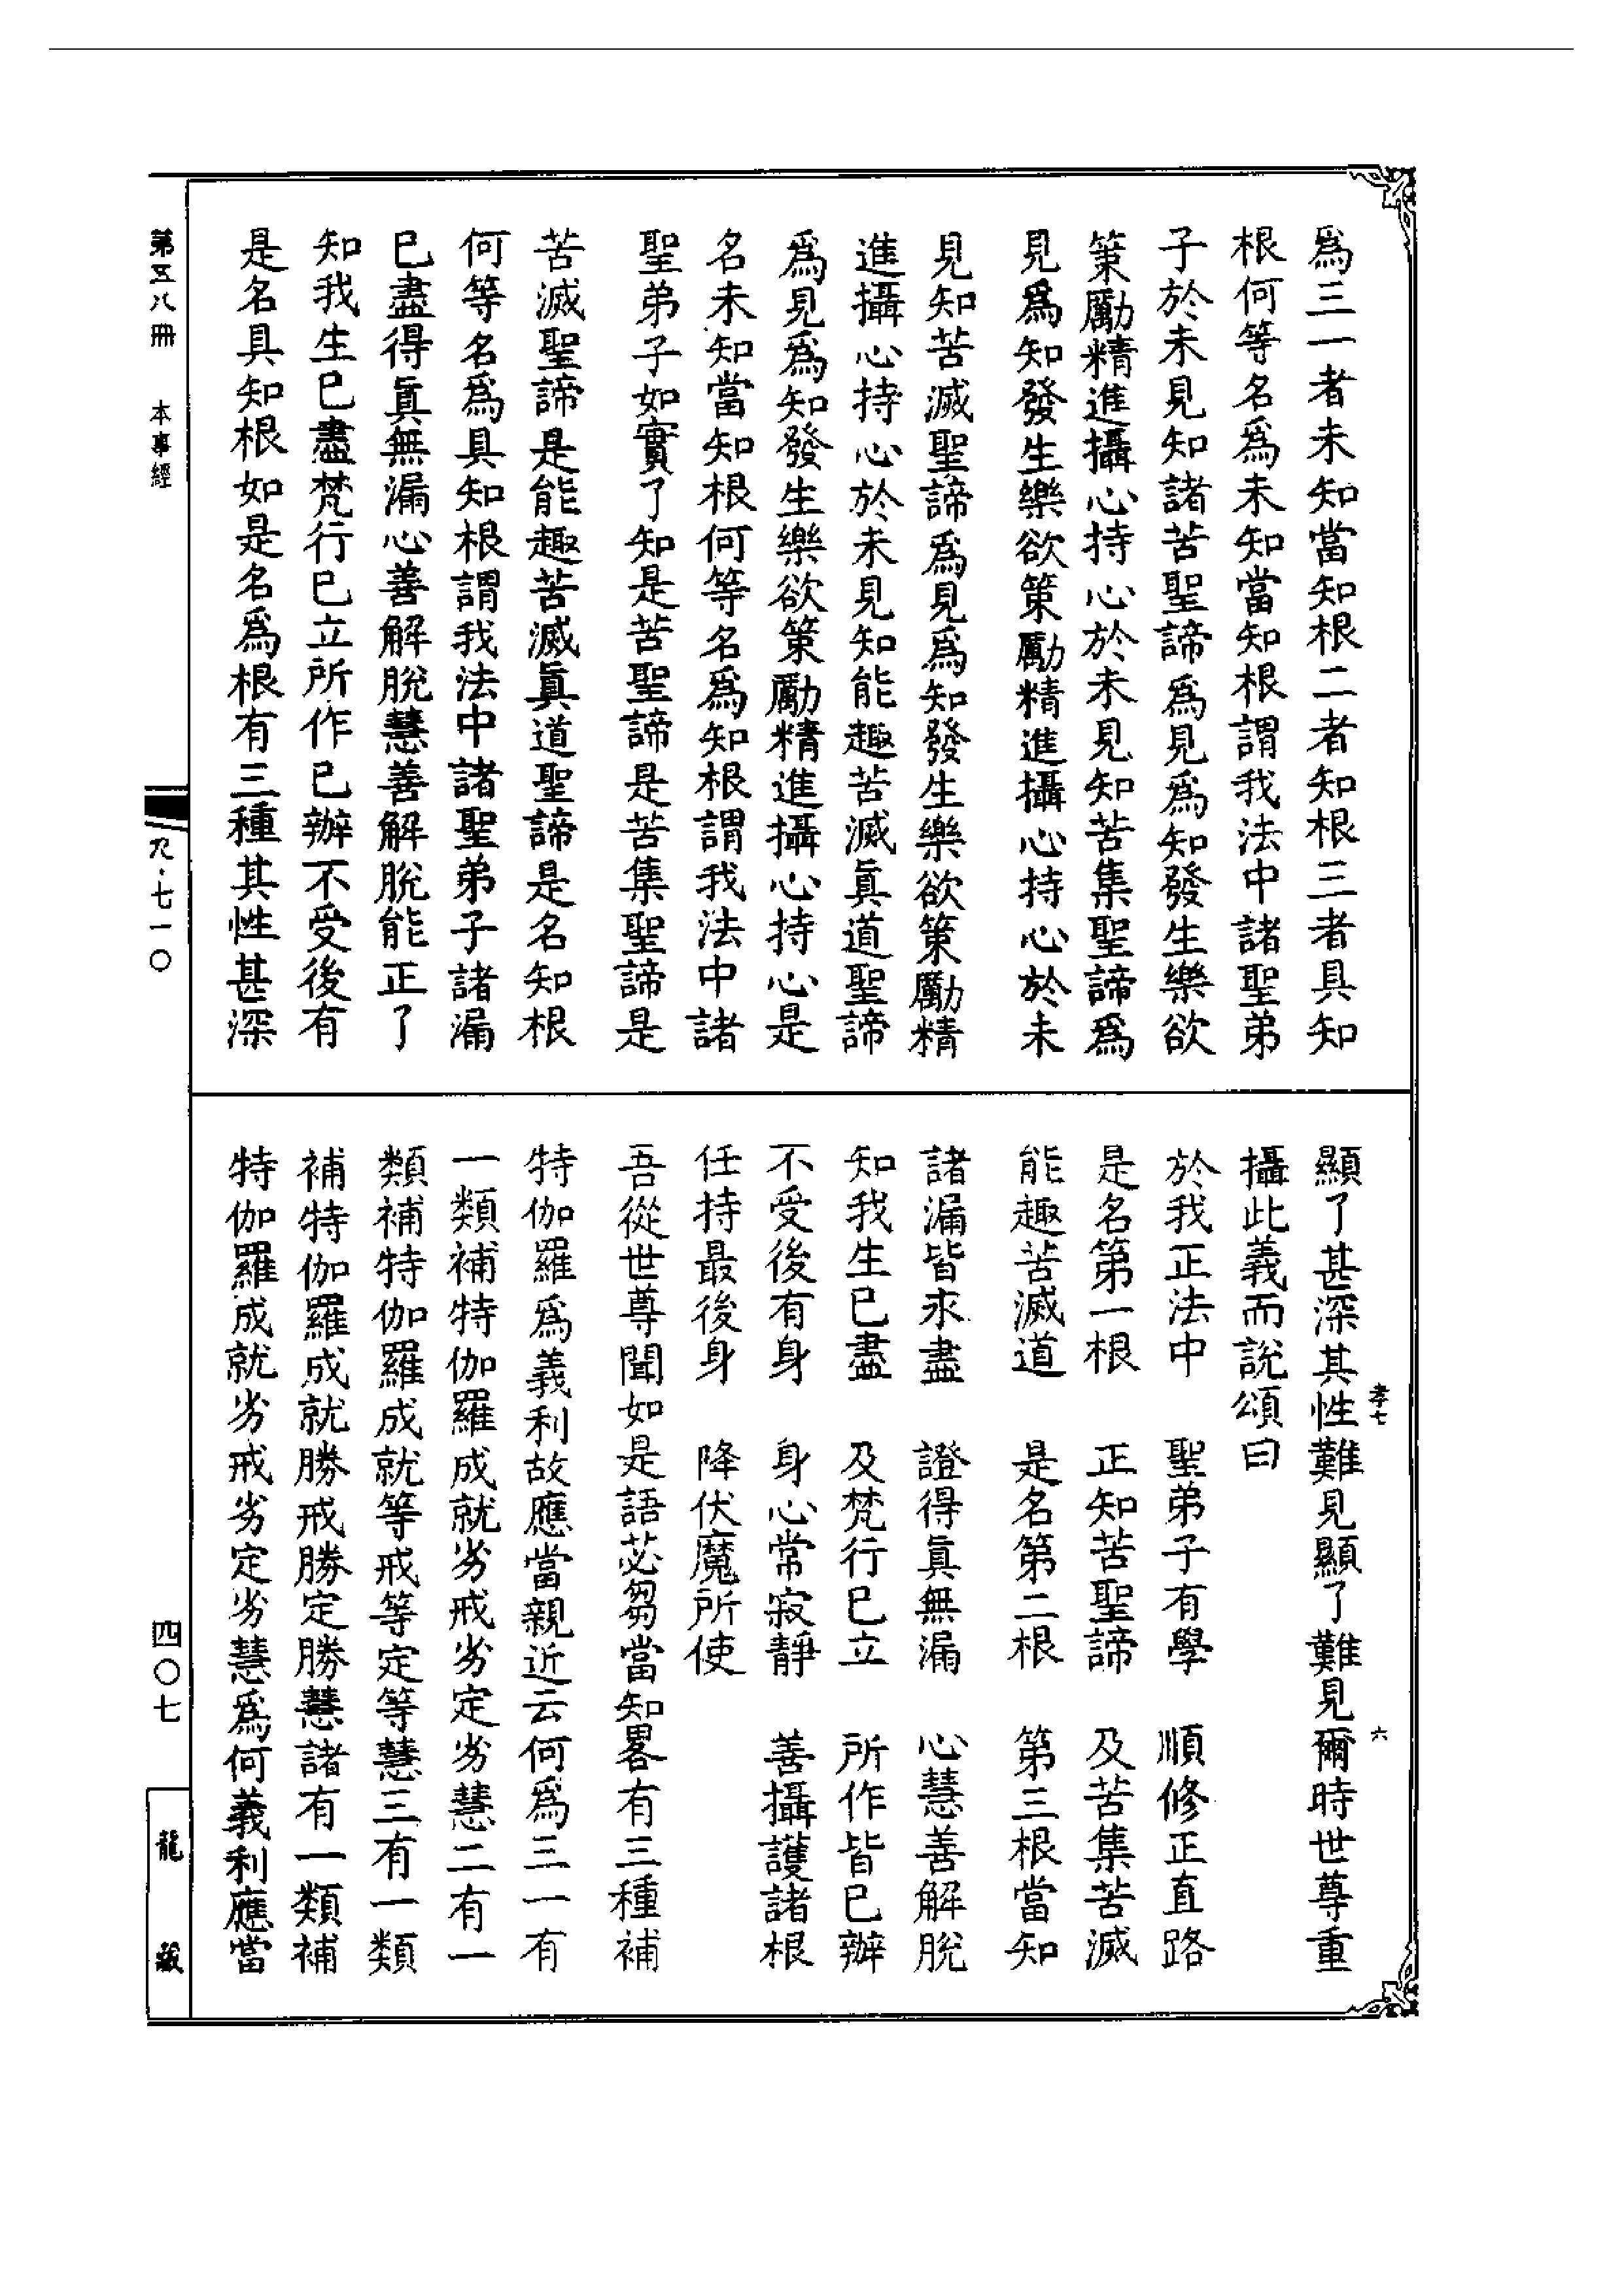 爲三一者未知當知根二者知根三者具知
根何等名爲未知當知根謂我法中諸聖弟
子於未見知諸苦聖諦爲見爲知發生樂欲
策勵精進攝心持心於未見知苦集聖諦爲
見爲知發生樂欲策勵精進攝心持心於未
見知苦滅聖諦爲見爲知發生樂欲策勵精
進攝心持心於未見知能趣苦滅眞道聖諦
爲見爲知發生樂欲策勵精進攝心持心是
名未知當知根何等名爲知根謂我法中諸
聖弟子如實了知是苦聖諦是苦集聖諦是
苦滅聖諦是能趣苦滅眞道聖諦是名知根
何等名爲具知根謂我法中諸聖弟子諸漏
已盡得眞無漏心善解脫慧善解脫能正了
知我生已盡梵行已立所作已辦不受後有
是名具知根如是名爲根有三種其性甚深
顯了甚深其性難見顯了難見爾時世尊重
攝此義而說頌曰
於我正法中　聖弟子有學　順修正直路
是名第一根　正知苦聖諦　及苦集苦滅
能趣苦滅道　是名第二根　第三根當知
諸漏皆永盡　證得眞無漏　心慧善解脫
知我生已盡　及梵行已立　所作皆已辦
不受後有身　身心常寂靜　善攝護諸根
任持最後身　降伏魔所使
吾從世尊聞如是語苾芻當知畧有三種補
特伽羅爲義利故應當親近云何爲三一有
一類補特伽羅成就劣戒劣定劣慧二有一
類補特伽羅成就等戒等定等慧三有一類
補特伽羅成就勝戒勝定勝慧諸有一類補
特伽羅成就劣戒劣定劣慧爲何義利應當
孝七
六
第五八冊　本事經
九·七一〇
四〇七
龍藏